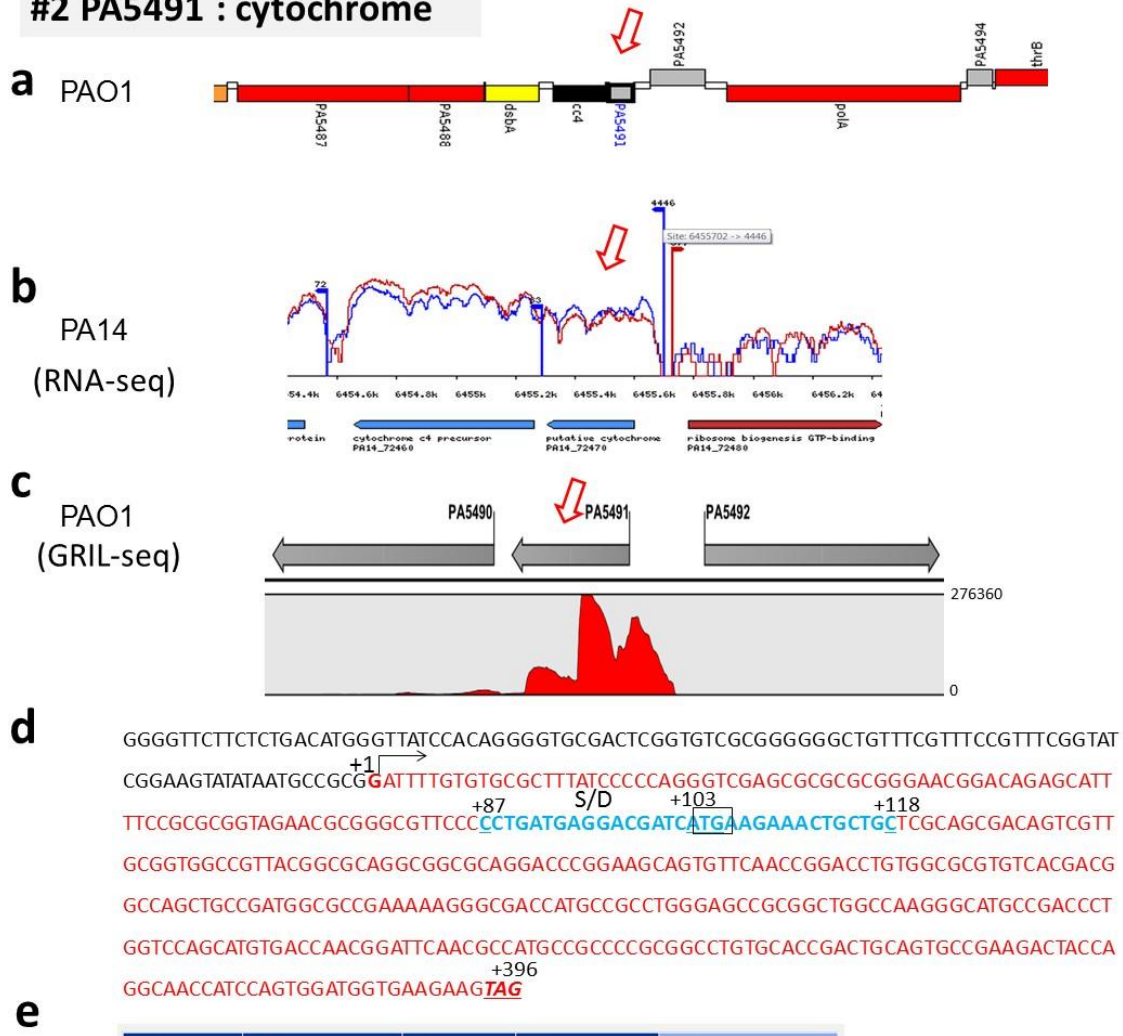 #2 PA5491 : cytochrome
a
PAO1
PA5487
PA5488
dsbA
cc4
PA5491
PA5492
polA
PA5494
thrB
b
PA14
(RNA-seq)
72
4446
Site: 6455702 -> 4446
6454.6k 6454.8k 6455k 6455.2k 6455.4k 6455.6k 6455.8k 6456k 6456.2k
cytochrome c4 precursor putative cytochrome ribosome biogenesis GTP-binding
PA14_72460 PA14_72470 PA14_72480
c
PAO1
(GRIL-seq)
PA5490 PA5491 PA5492
276360
0
d
GGGGTTCTTCTCTGACATGGGTTATCCACAGGGGTGCGACTCGGTGTCGCGGGGGGCTGTTTCGTTTCCGTTTCGGTAT
+1
CGGAAGTATATAATGCCGCGGATTTTGTGTGCGCTTTATCCCCCAGGGTCGAGCGCGCGCGGGAACGGACAGAGCATT
+87 S/D +103 +118
TTCCGCGCGGTAGAACGCGGGCGTTCCCCCTGATGAGGACGATCATGAAGAAACTGCTGCTCGCAGCGACAGTCGTT
GCGGTGGCCGTTACGGCGCAGGCGGCGCAGGACCCGGAAGCAGTGTTCAACCGGACCTGTGGCGCGTGTCACGACG
GCCAGCTGCCGATGGCGCCGAAAAAGGGCGACCATGCCGCCTGGGAGCCGCGGCTGGCCAAGGGCATGCCGACCCT
GGTCCAGCATGTGACCAACGGATTCAACGCCATGCCGCCCCGCGGCCTGTGCACCGACTGCAGTGCCGAAGACTACCA
+396
GGCAACCATCCAGTGGATGGTGAAGAAGTAG
e